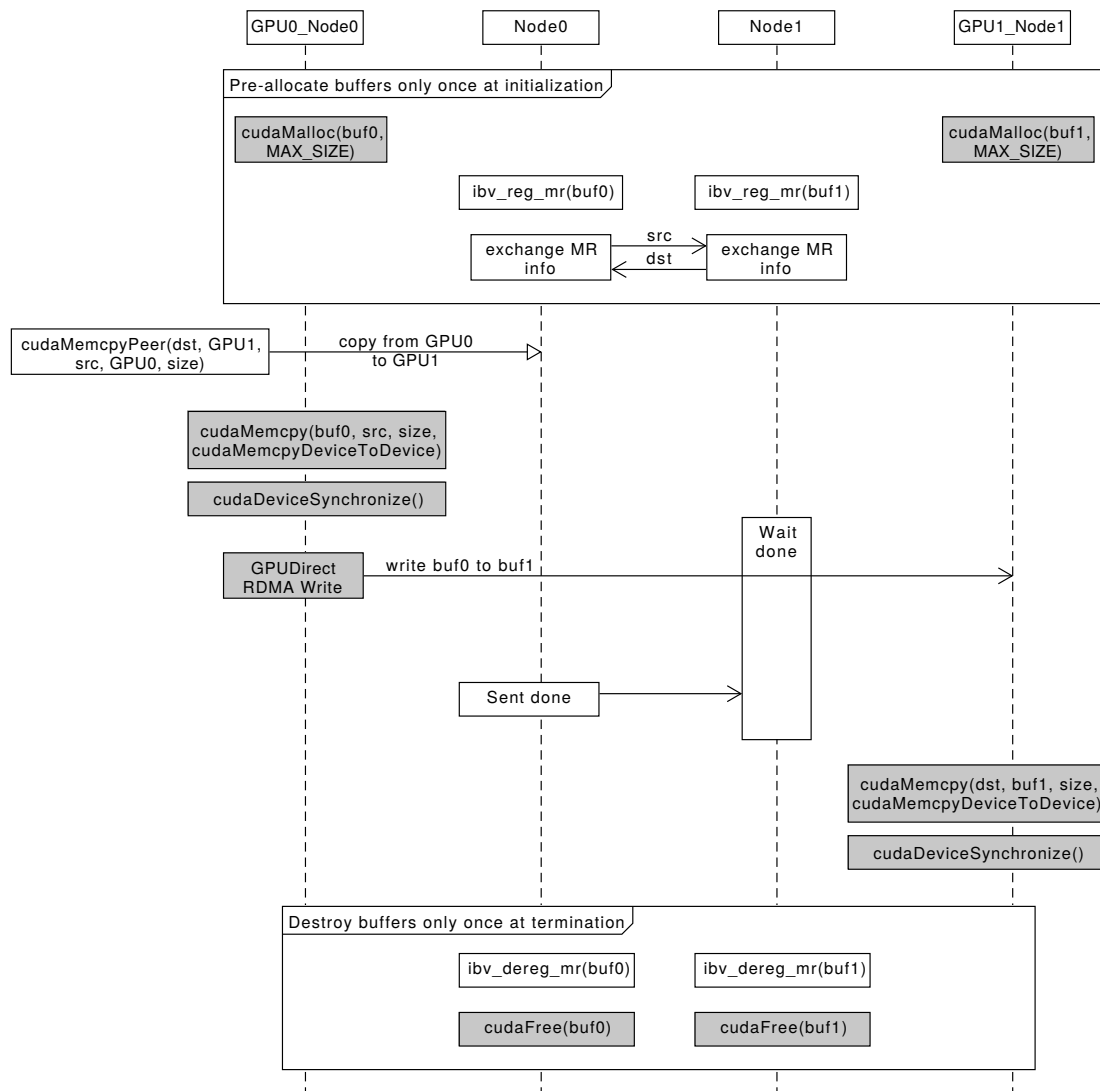 GPU0_Node0
Node0
Node1
GPU1_Node1
Pre-allocate buffers only once at initialization
cudaMalloc(buf0,
MAX_SIZE)
cudaMalloc(buf1,
MAX_SIZE)
ibv_reg_mr(buf0)
ibv_reg_mr(buf1)
exchange MR
info
src
dst
exchange MR
info
cudaMemcpyPeer(dst, GPU1,
src, GPU0, size)
copy from GPU0
to GPU1
cudaMemcpy(buf0, src, size,
cudaMemcpyDeviceToDevice)
cudaDeviceSynchronize()
Wait
done
GPUDirect
RDMA Write
write buf0 to buf1
Sent done
cudaMemcpy(dst, buf1, size,
cudaMemcpyDeviceToDevice)
cudaDeviceSynchronize()
Destroy buffers only once at termination
ibv_dereg_mr(buf0)
ibv_dereg_mr(buf1)
cudaFree(buf0)
cudaFree(buf1)